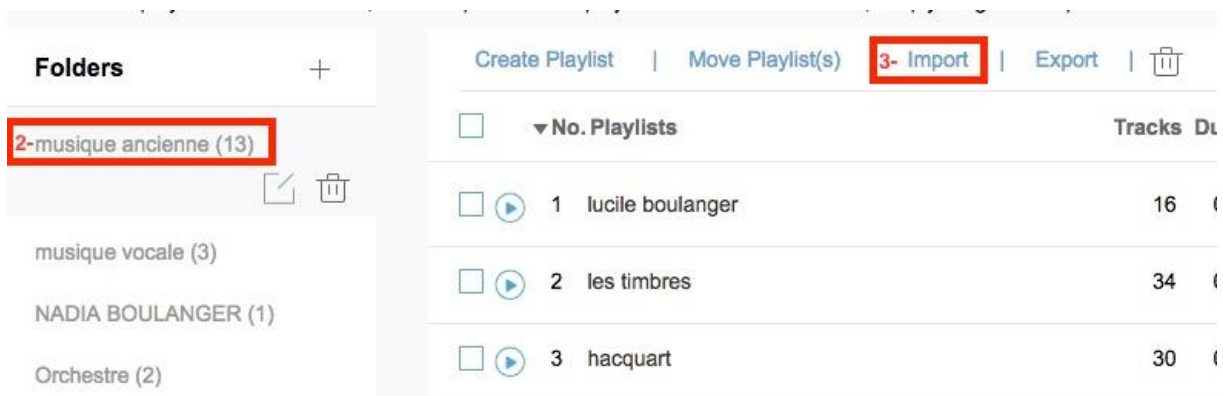 Folders +
2-musique ancienne (13)
musique vocale (3)
NADIA BOULANGER (1)
Orchestre (2)
Create Playlist | Move Playlist(s) 3- Import | Export |
No. Playlists Tracks
1 lucile boulanger 16
2 les timbres 34
3 hacquart 30